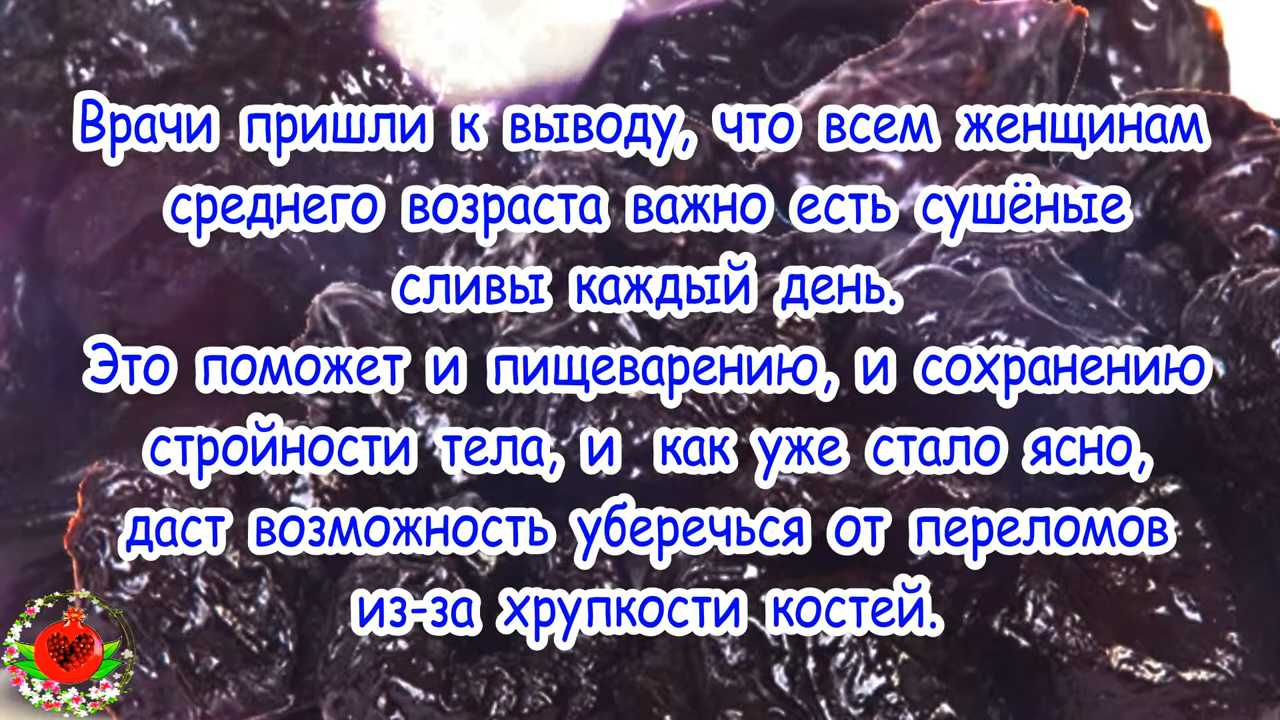 Врачи пришли к выводу, что всем женщинам
среднего возраста важно есть сушёные
сливы каждый день.
Это поможет и пищеварению, и сохранению
стройности тела, и как уже стало ясно,
даст возможность уберечься от переломов
из-за хрупкости костей.